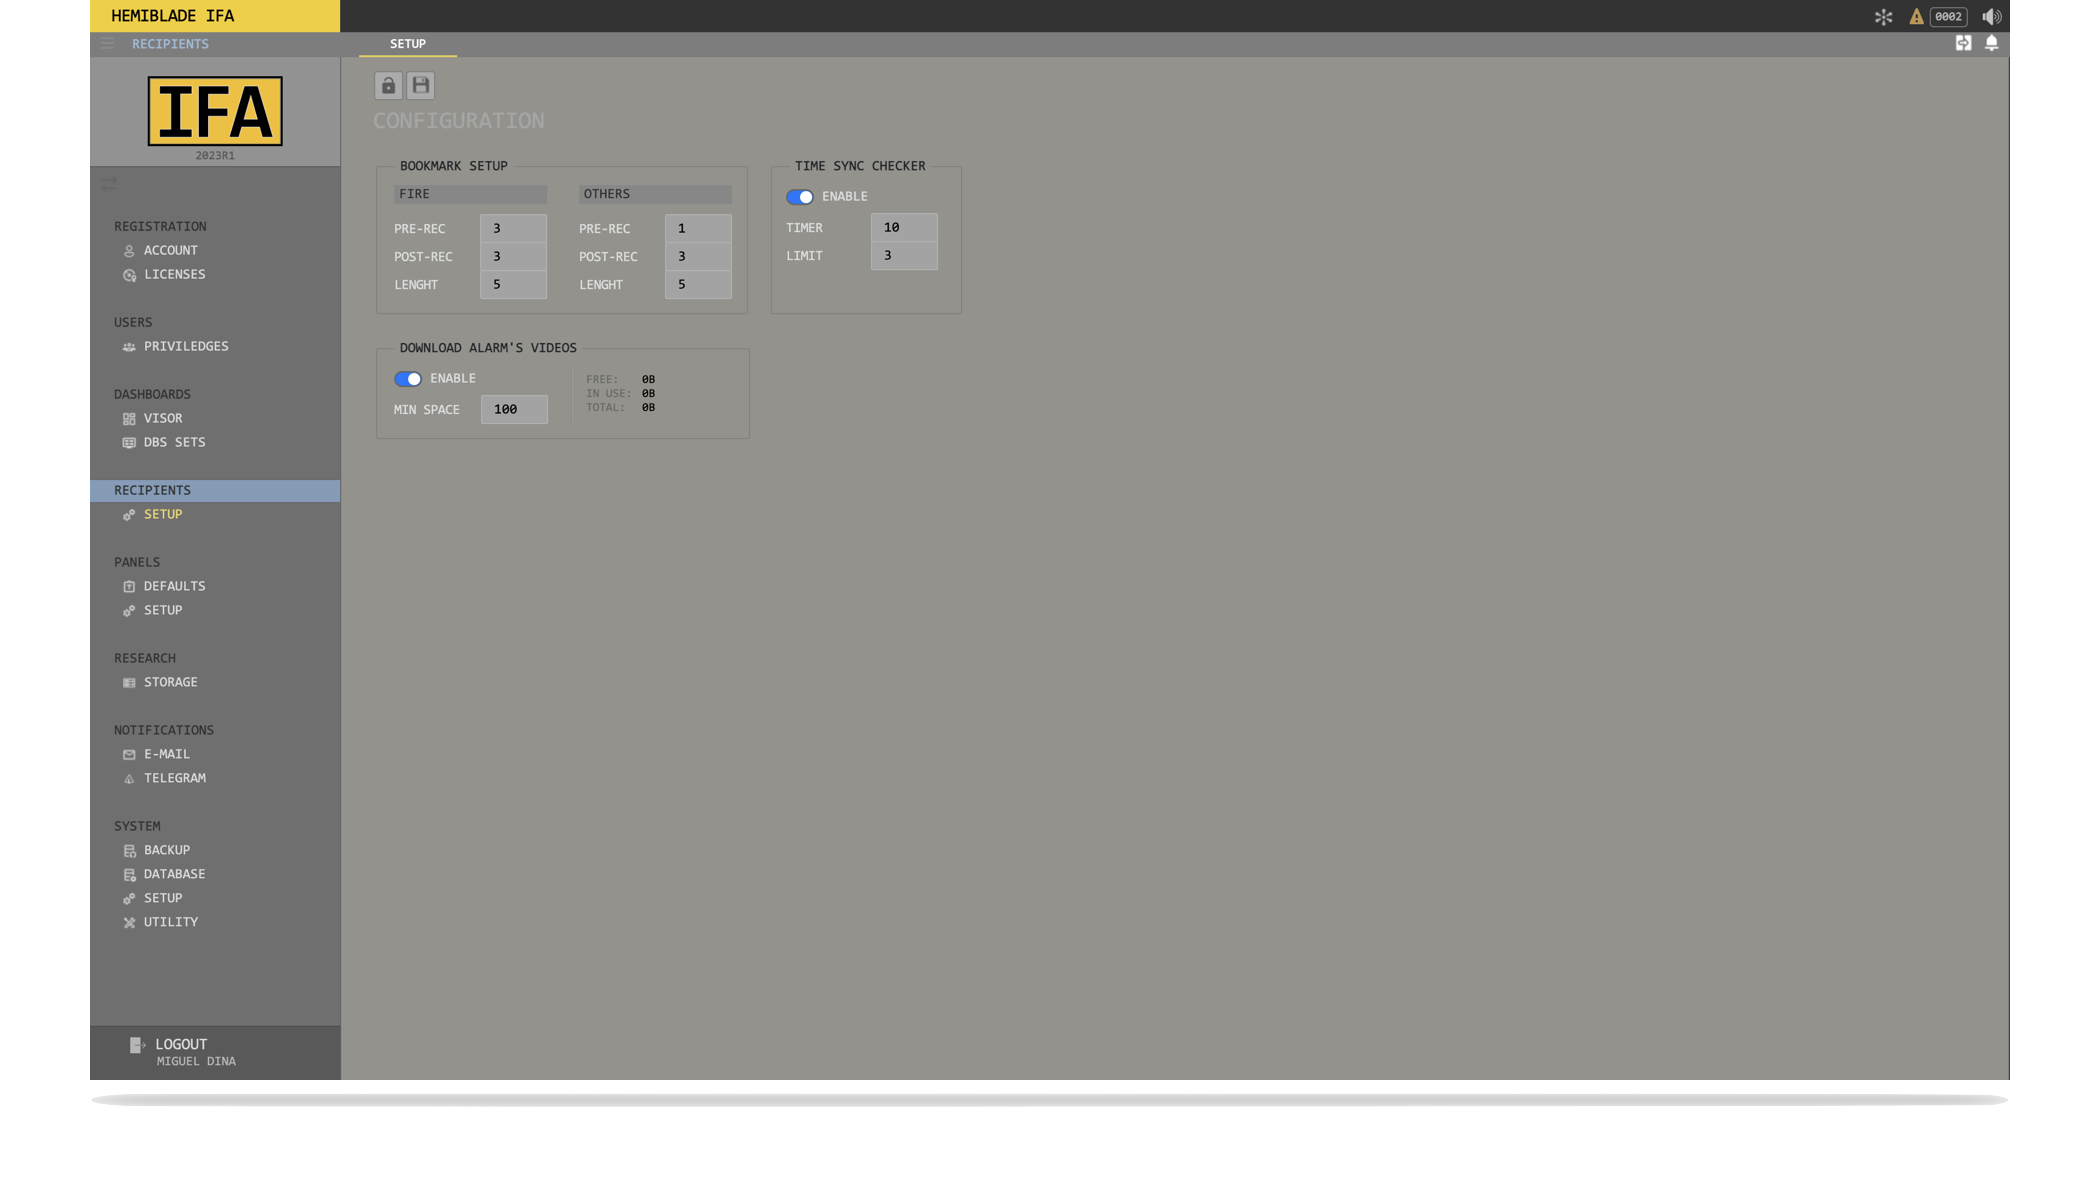 HEMIBLADE IFA
0002
RECIPIENTS
SETUP
IFA
2023R1
CONFIGURATION
BOOKMARK SETUP
FIRE
OTHERS
PRE-REC 3
PRE-REC 1
POST-REC 3
POST-REC 3
LENGHT 5
LENGHT 5
TIME SYNC CHECKER
ENABLE
TIMER 10
LIMIT 3
DOWNLOAD ALARM'S VIDEOS
ENABLE
MIN SPACE 100
FREE: 0B
IN USE: 0B
TOTAL: 0B
REGISTRATION
ACCOUNT
LICENSES
USERS
PRIVILEDGES
DASHBOARDS
VISOR
DBS SETS
RECIPIENTS
SETUP
PANELS
DEFAULTS
SETUP
RESEARCH
STORAGE
NOTIFICATIONS
E-MAIL
TELEGRAM
SYSTEM
BACKUP
DATABASE
SETUP
UTILITY
LOGOUT
MIGUEL DINA